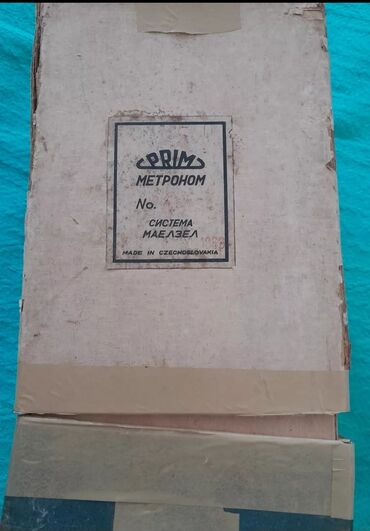 PRIM
МЕТРОНОМ
No.
СИСТЕМА
МАЕЛЗЕЛ
MADE IN CZECHOSLOVAKIA